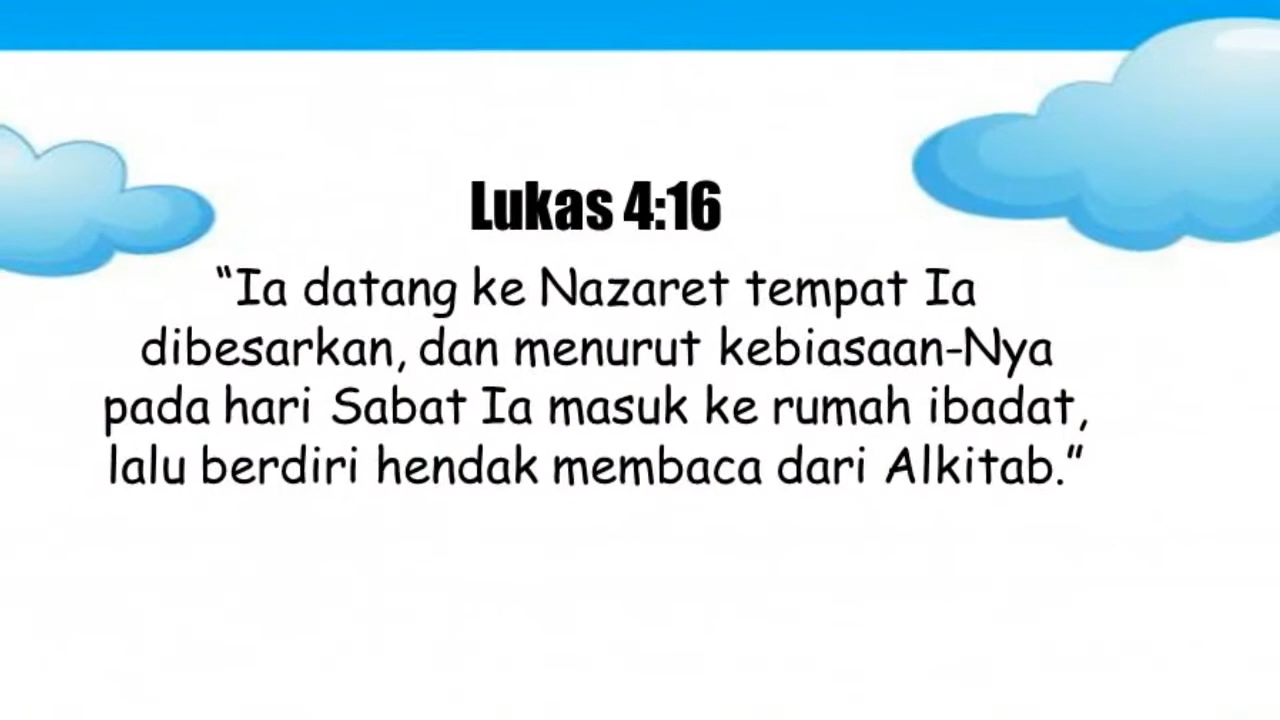 Lukas 4:16
“Ia datang ke Nazaret tempat Ia
dibesarkan, dan menurut kebiasaan-Nya
pada hari Sabat Ia masuk ke rumah ibadat,
lalu berdiri hendak membaca dari Alkitab.”